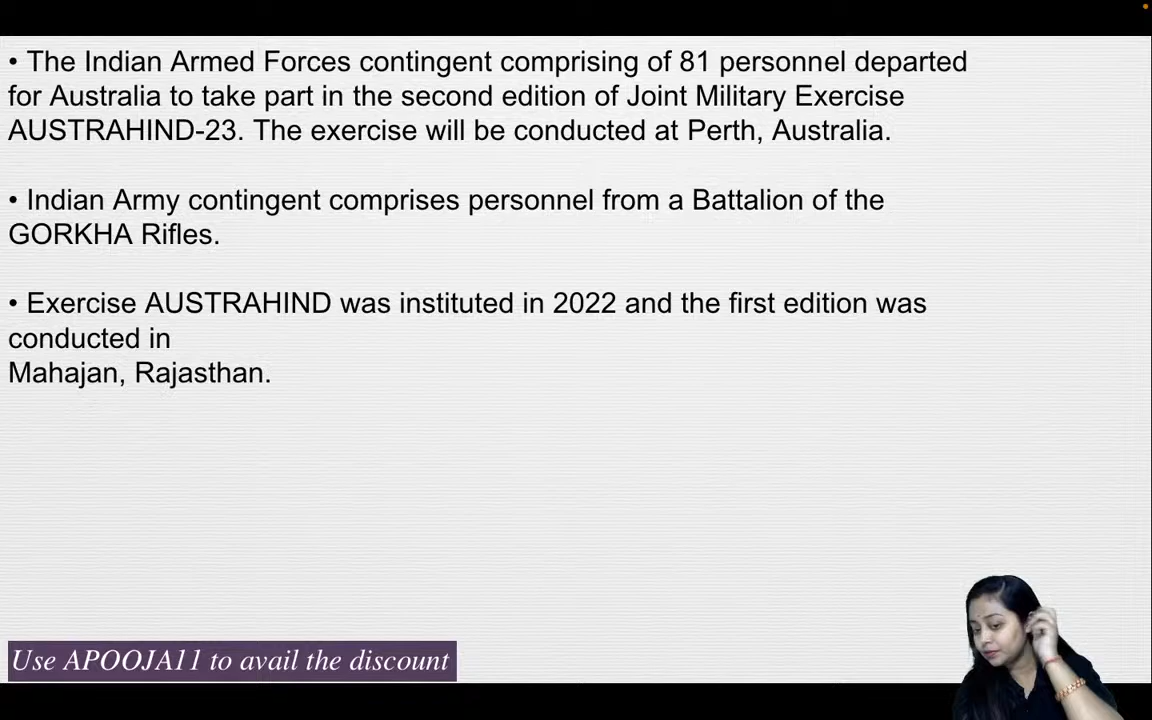 • The Indian Armed Forces contingent comprising of 81 personnel departed
for Australia to take part in the second edition of Joint Military Exercise
AUSTRAHIND-23. The exercise will be conducted at Perth, Australia.
• Indian Army contingent comprises personnel from a Battalion of the
GORKHA Rifles.
• Exercise AUSTRAHIND was instituted in 2022 and the first edition was
conducted in
Mahajan, Rajasthan.
Use APOOJA11 to avail the discount